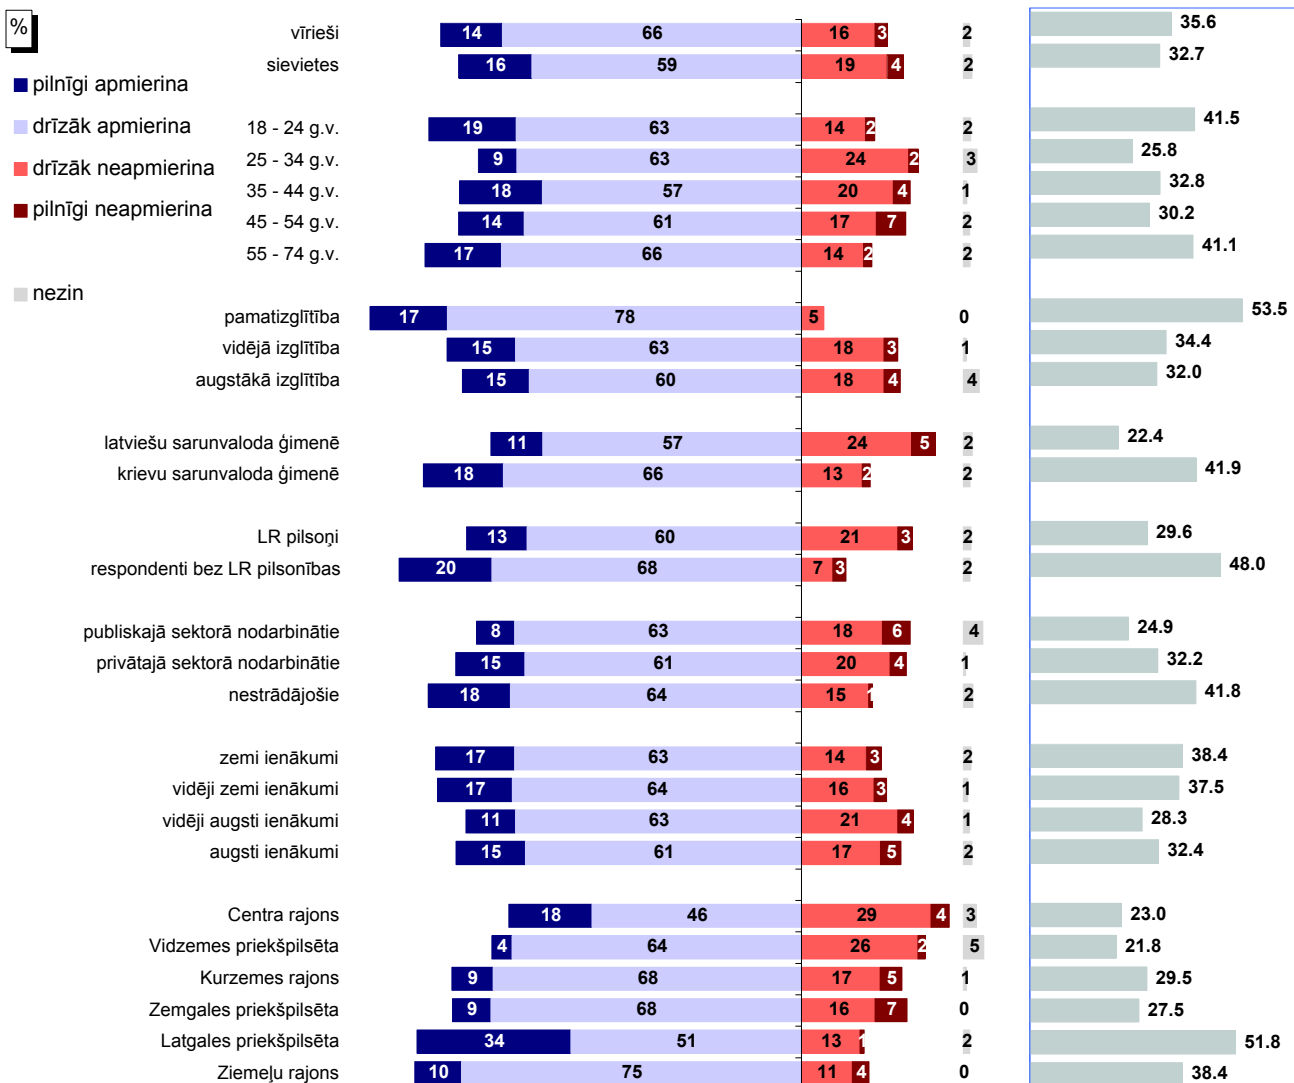 %
pilnīgi apmierina
drīzāk apmierina
drīzāk neapmierina
pilnīgi neapmierina
nezin
vīrieši 14 66 16 3 2 35.6
sievietes 16 59 19 4 2 32.7
18 - 24 g.v. 19 63 14 2 2 41.5
25 - 34 g.v. 9 63 24 2 3 25.8
35 - 44 g.v. 18 57 20 4 1 32.8
45 - 54 g.v. 14 61 17 7 2 30.2
55 - 74 g.v. 17 66 14 2 2 41.1
pamatizglītība 17 78 5 0 53.5
vidējā izglītība 15 63 18 3 1 34.4
augstākā izglītība 15 60 18 4 4 32.0
latviešu sarunvaloda ģimenē 11 57 24 5 2 22.4
krievu sarunvaloda ģimenē 18 66 13 2 2 41.9
LR pilsoņi 13 60 21 3 2 29.6
respondenti bez LR pilsonības 20 68 7 3 2 48.0
publiskajā sektorā nodarbinātie 8 63 18 6 4 24.9
privātajā sektorā nodarbinātie 15 61 20 4 1 32.2
nestrādājošie 18 64 15 1 2 41.8
zemi ienākumi 17 63 14 3 2 38.4
vidēji zemi ienākumi 17 64 16 3 1 37.5
vidēji augsti ienākumi 11 63 21 4 1 28.3
augsti ienākumi 15 61 17 5 2 32.4
Centra rajons 18 46 29 4 3 23.0
Vidzemes priekšpilsēta 4 64 26 2 5 21.8
Kurzemes rajons 9 68 17 5 1 29.5
Zemgales priekšpilsēta 9 68 16 7 0 27.5
Latgales priekšpilsēta 34 51 13 1 2 51.8
Ziemeļu rajons 10 75 11 4 0 38.4